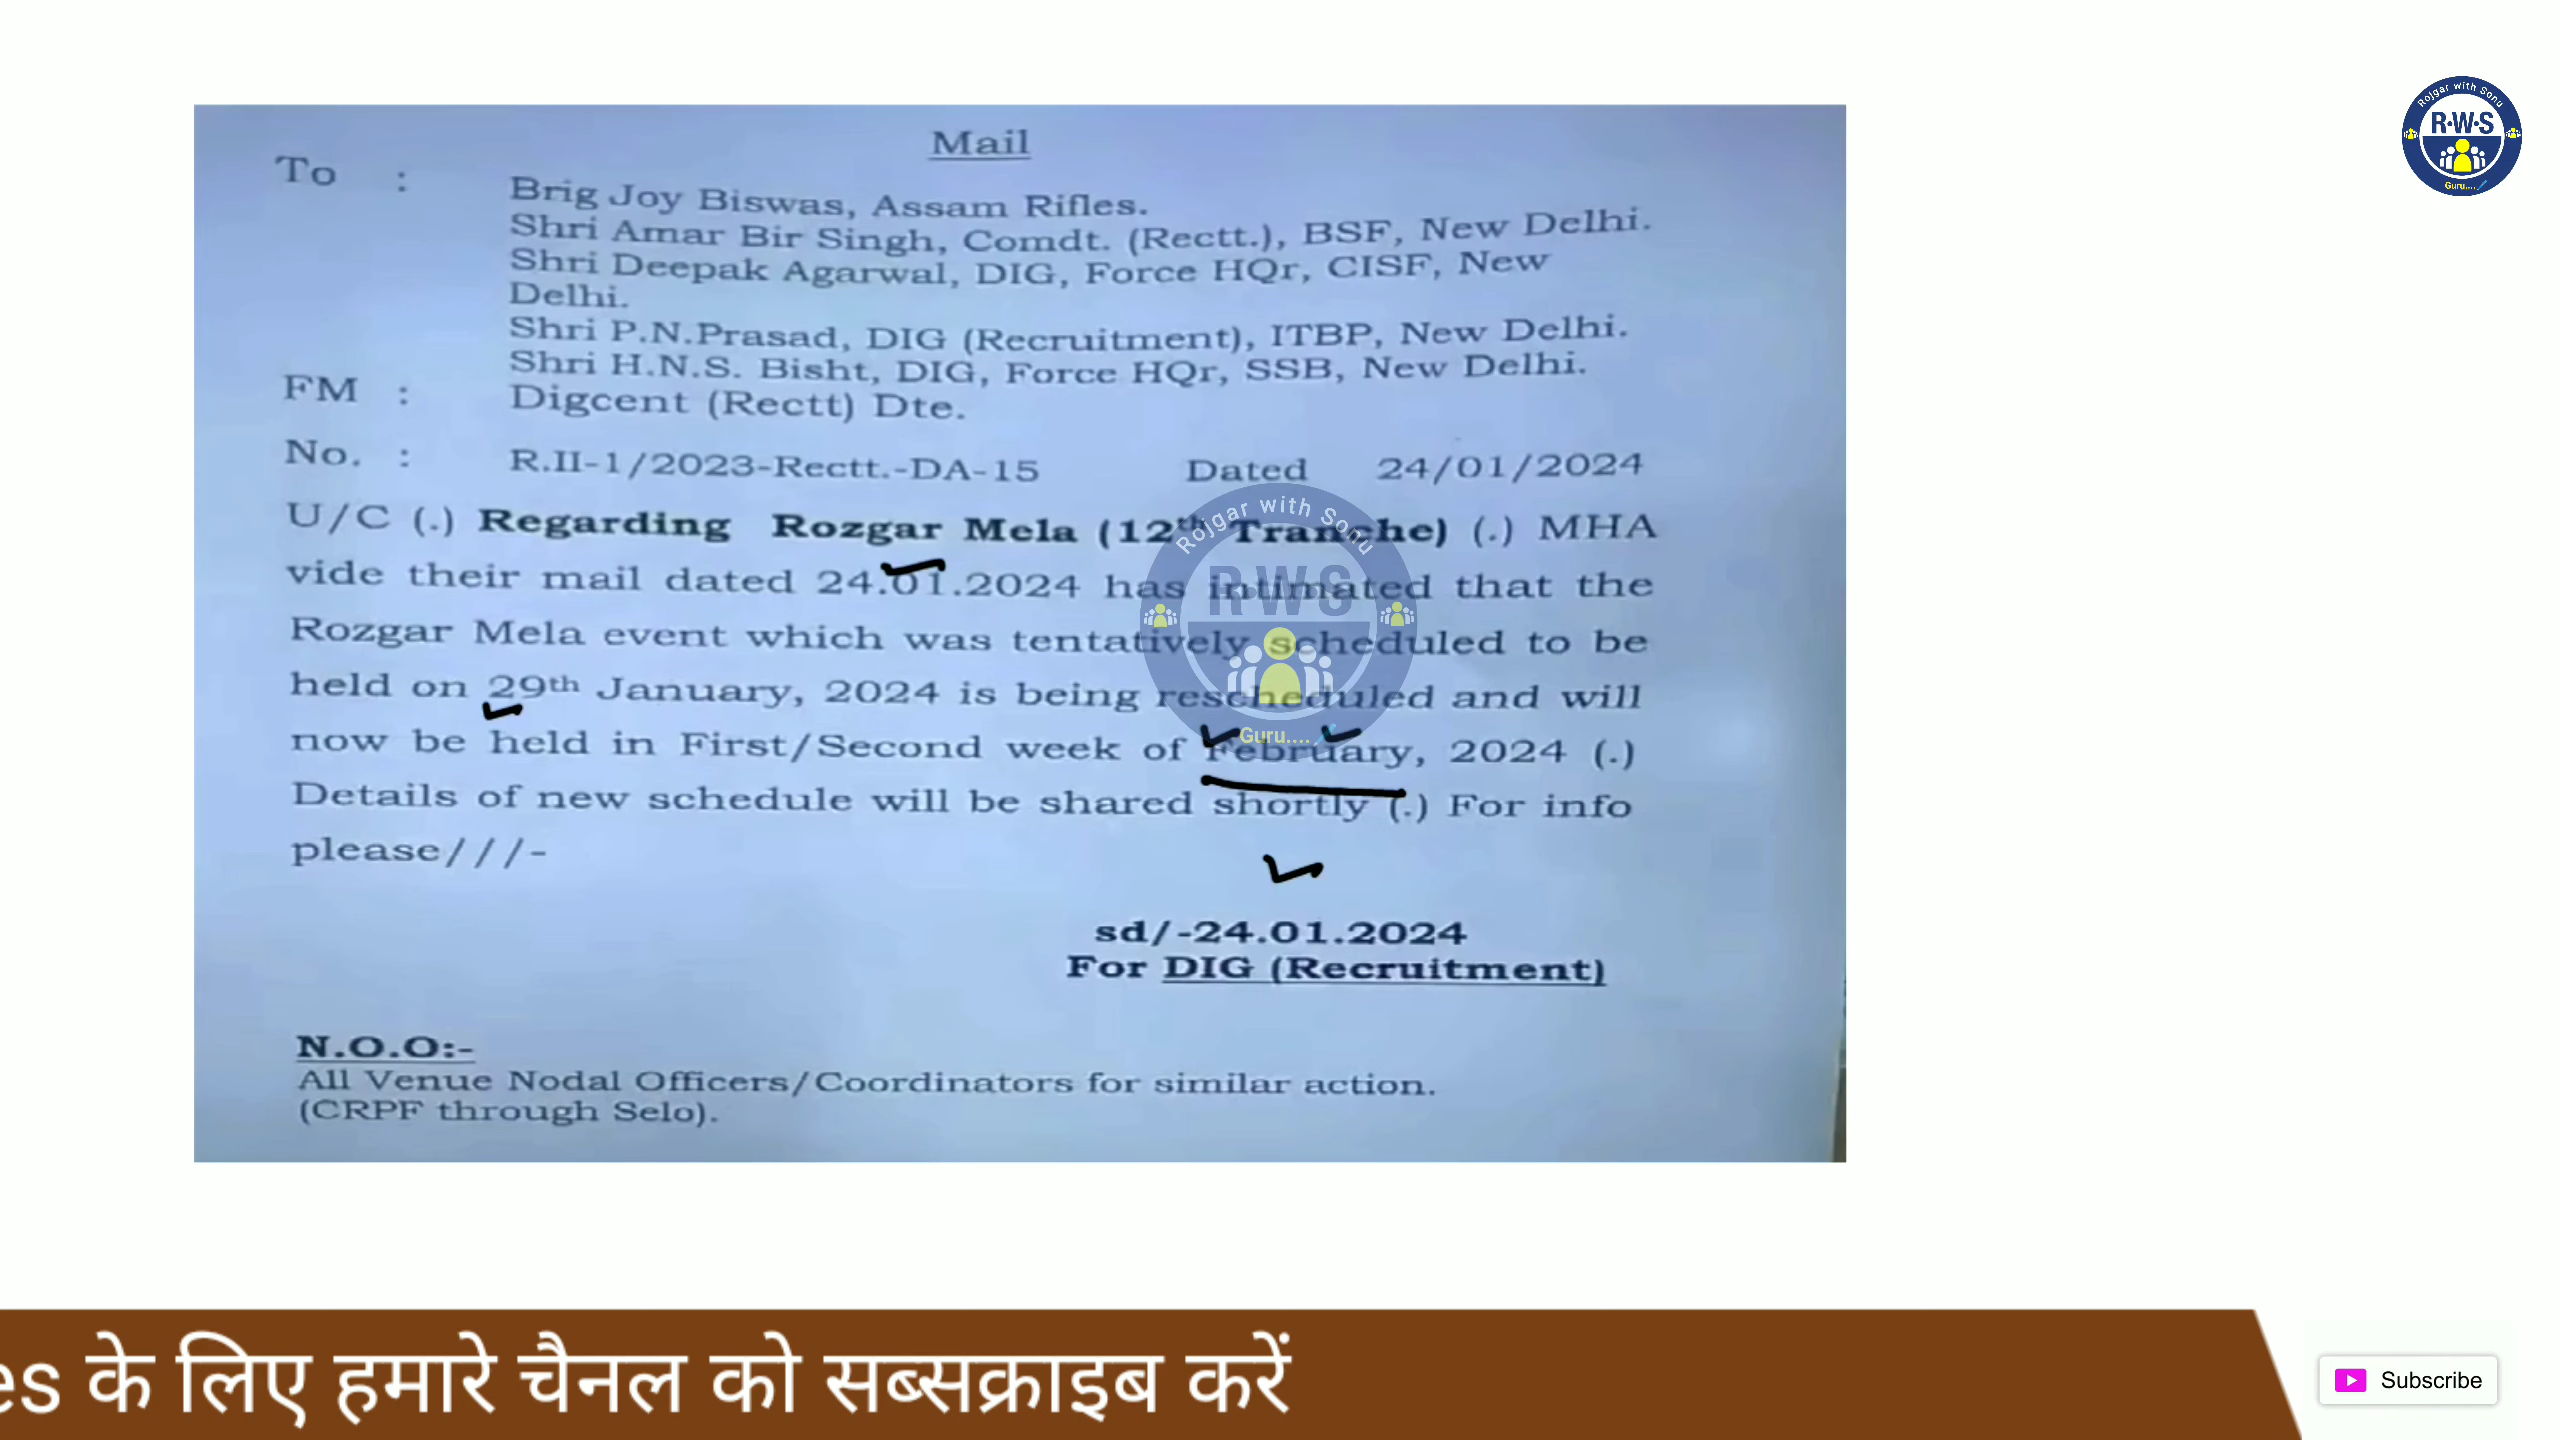 Mail
To :
Brig Joy Biswas, Assam Rifles.
Shri Amar Bir Singh, Comdt. (Rectt.), BSF, New Delhi.
Shri Deepak Agarwal, DIG, Force HQr, CISF, New
Delhi.
Shri P.N.Prasad, DIG (Recruitment), ITBP, New Delhi.
Shri H.N.S. Bisht, DIG, Force HQr, SSB, New Delhi.
FM : Digcent (Rectt) Dte.
No. : R.II-1/2023-Rectt.-DA-15 Dated 24/01/2024
U/C (.) Regarding Rozgar Mela (12th Tranche) (.) MHA
vide their mail dated 24.01.2024 has intimated that the
Rozgar Mela event which was tentatively scheduled to be
held on 29th January, 2024 is being rescheduled and will
now be held in First/Second week of February, 2024 (.)
Details of new schedule will be shared shortly (.) For info
please///-
sd/-24.01.2024
For DIG (Recruitment)
N.O.O:-
All Venue Nodal Officers/Coordinators for similar action.
(CRPF through Selo).
Rojgar with Sonu
R•W•S
Guru....
Rojgar with Sonu
R•W•S
Guru....
es के लिए हमारे चैनल को सब्सक्राइब करें
Subscribe